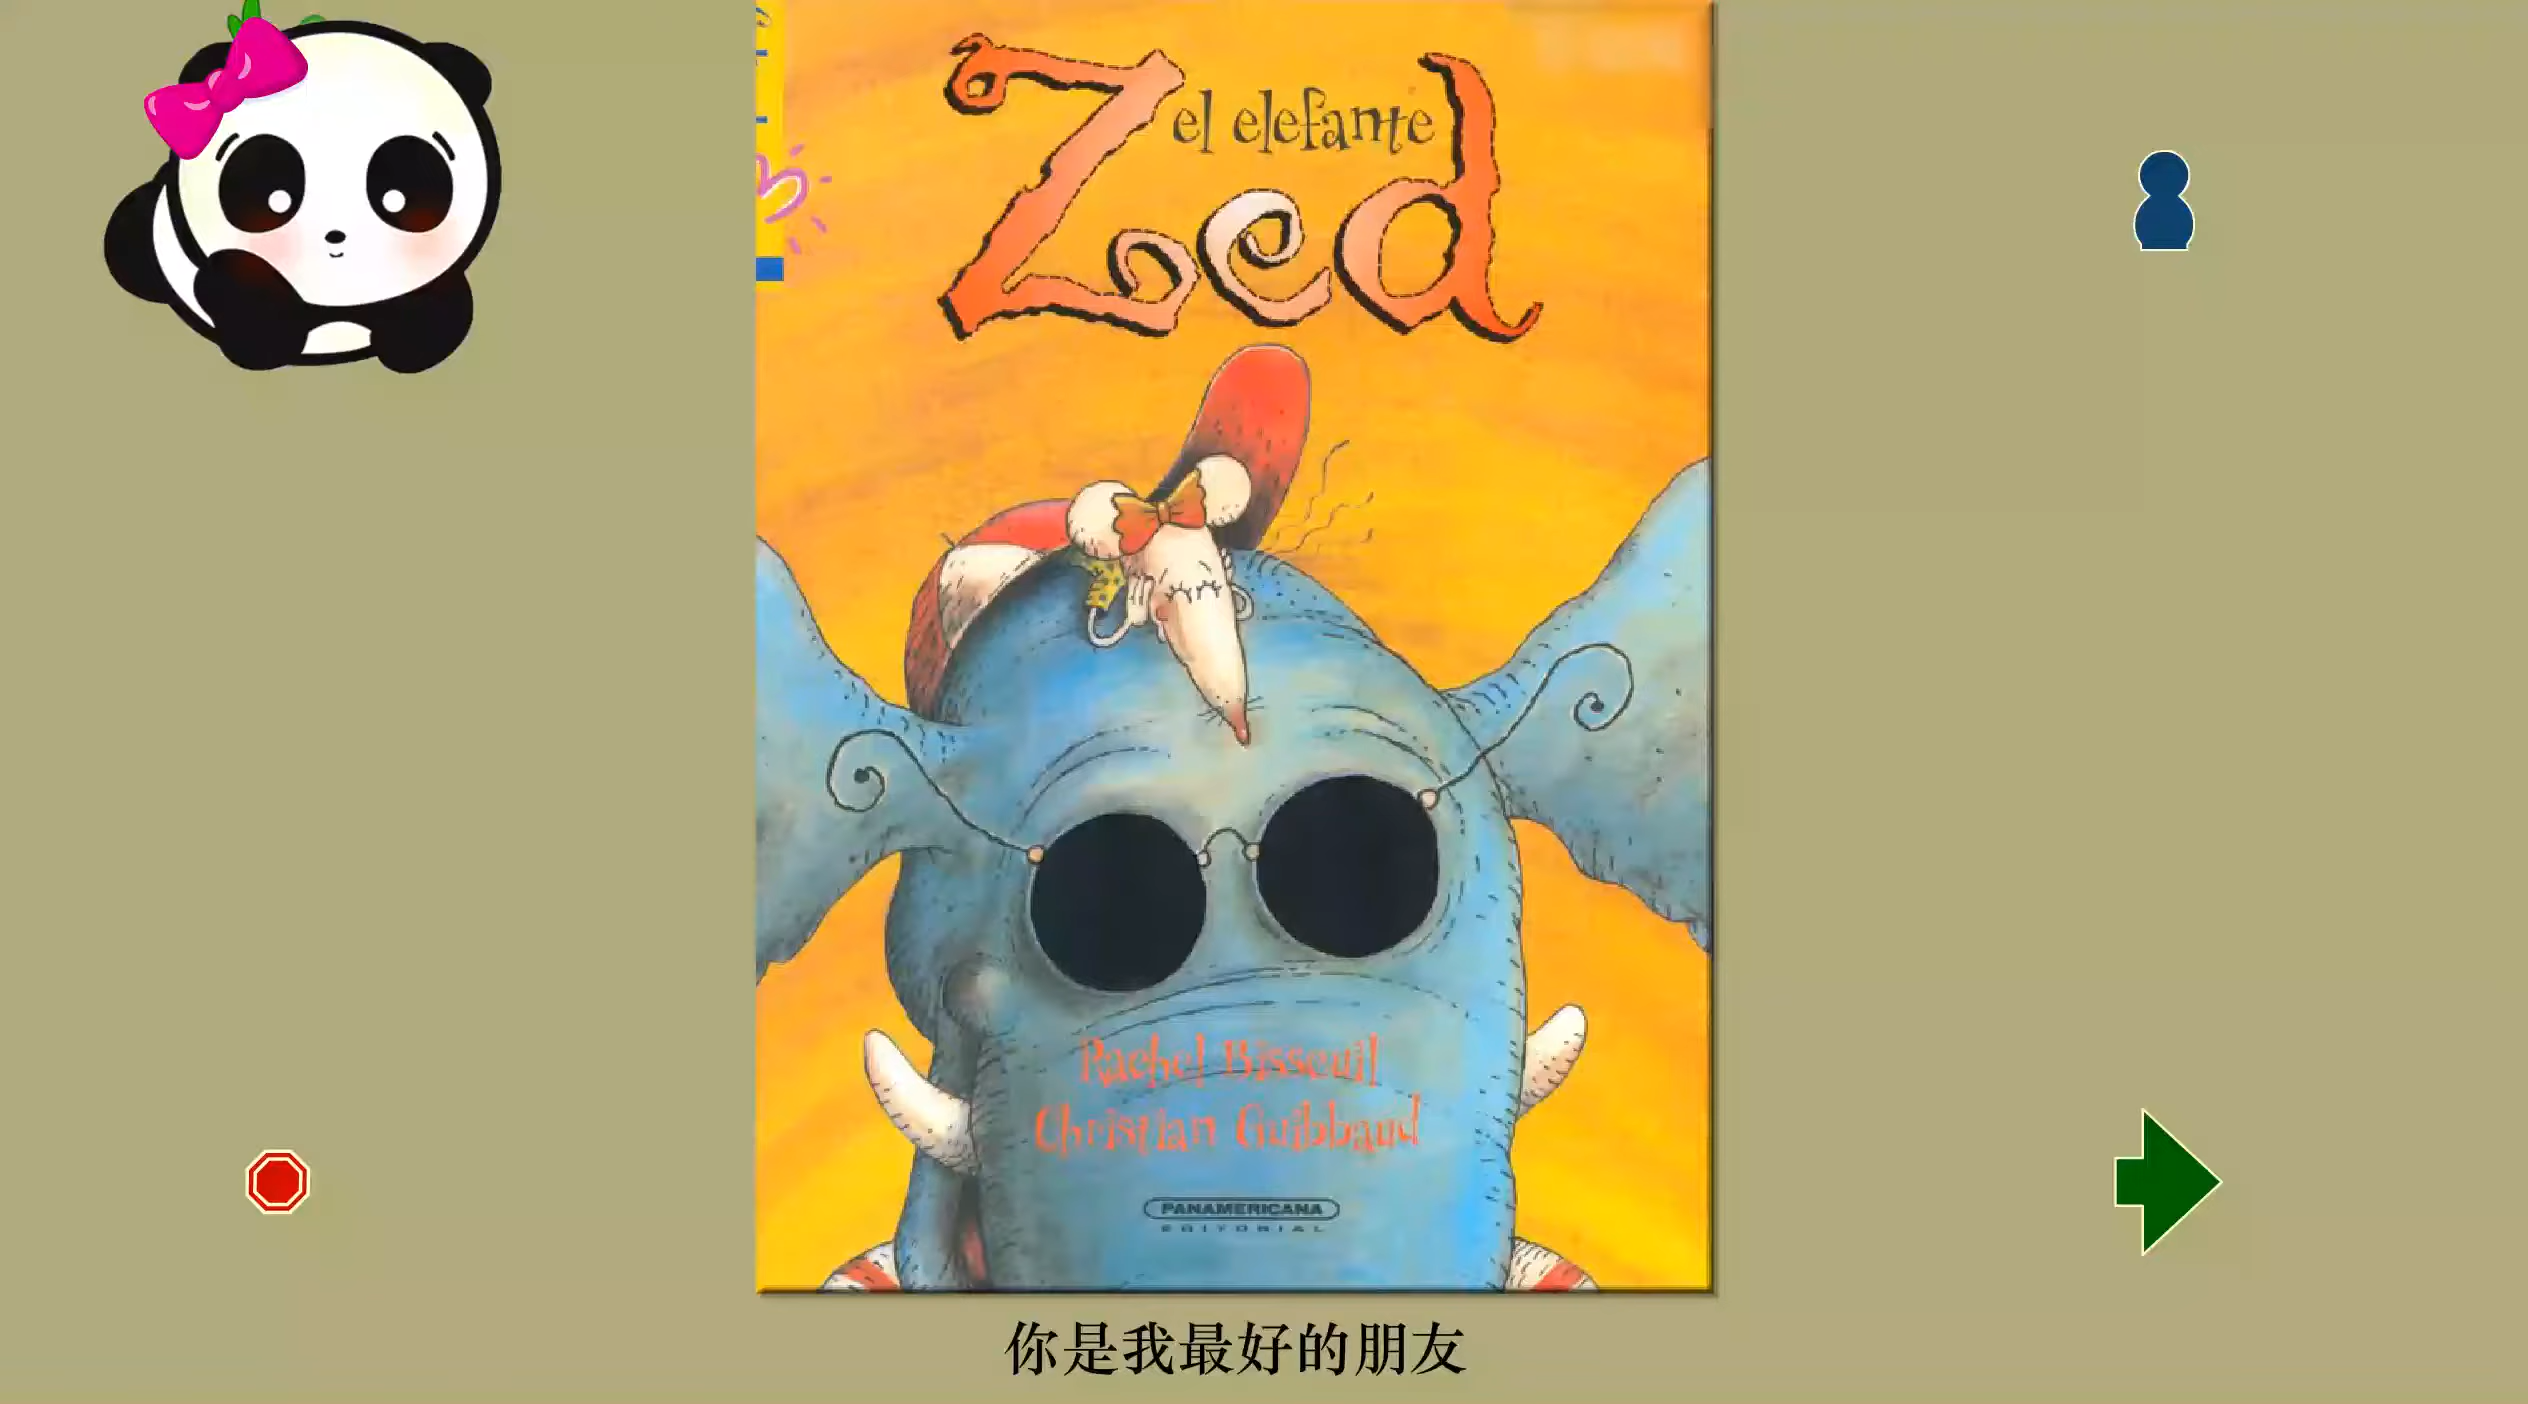 el elefante
Zed
Rachel Bisseuil
Christian Guibbaud
PANAMERICANA
EDITORIAL
你是我最好的朋友